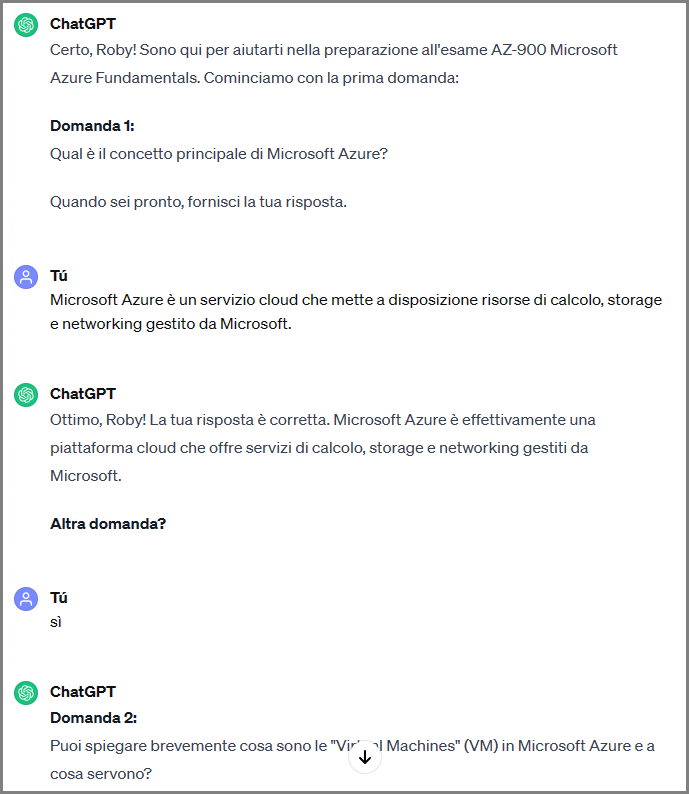 ChatGPT
Certo, Roby! Sono qui per aiutarti nella preparazione all'esame AZ-900 Microsoft
Azure Fundamentals. Cominciamo con la prima domanda:
Domanda 1:
Qual è il concetto principale di Microsoft Azure?
Quando sei pronto, fornisci la tua risposta.
Tú
Microsoft Azure è un servizio cloud che mette a disposizione risorse di calcolo, storage
e networking gestito da Microsoft.
ChatGPT
Ottimo, Roby! La tua risposta è corretta. Microsoft Azure è effettivamente una
piattaforma cloud che offre servizi di calcolo, storage e networking gestiti da
Microsoft.
Altra domanda?
Tú
sì
ChatGPT
Domanda 2:
Puoi spiegare brevemente cosa sono le "Virtual Machines" (VM) in Microsoft Azure e a
cosa servono?